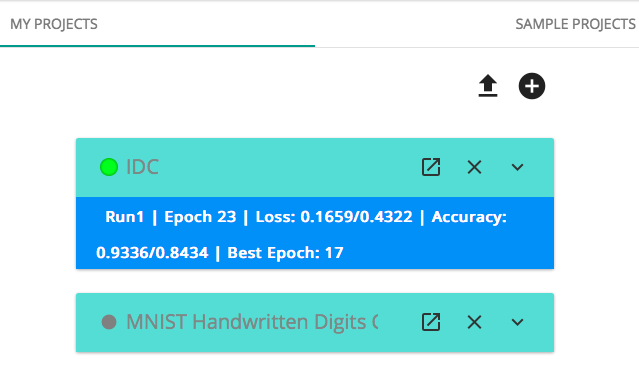 MY PROJECTS
SAMPLE PROJECTS
IDC
Run1 | Epoch 23 | Loss: 0.1659/0.4322 | Accuracy:
0.9336/0.8434 | Best Epoch: 17
MNIST Handwritten Digits